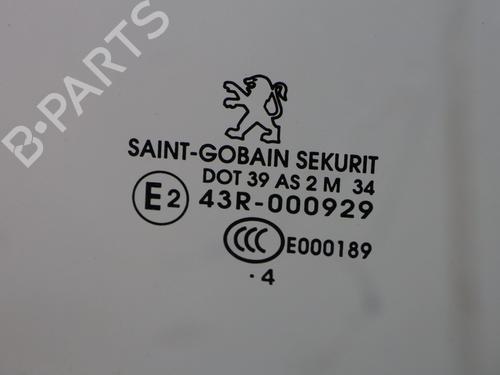 B-PARTS
SAINT-GOBAIN SEKURIT
DOT 39 AS 2 M 34
E2 43R-000929
CCC E000189
·4